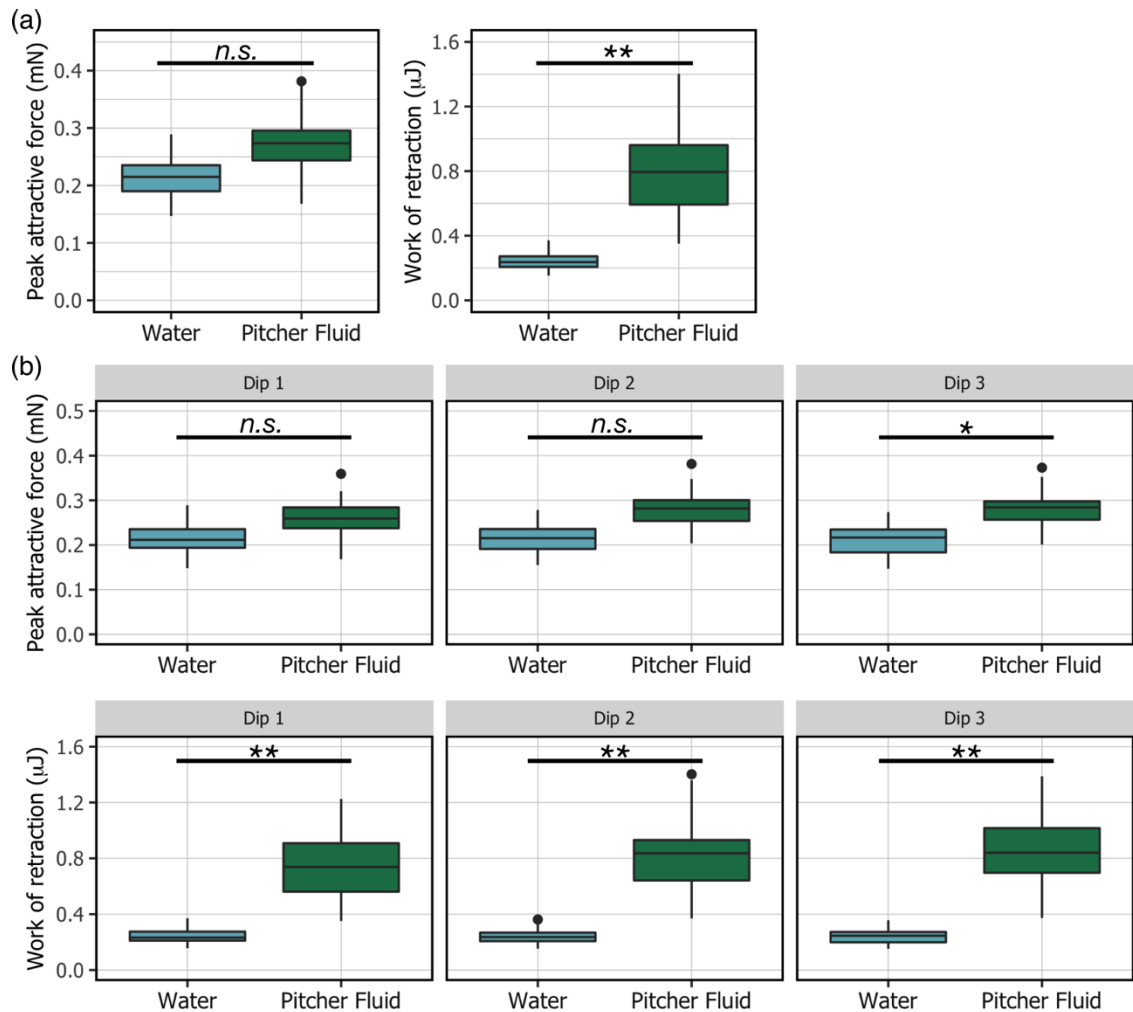 (a)
Peak attractive force (mN)
0.4
0.3
0.2
0.1
0.0
n.s.
Water Pitcher Fluid
Work of retraction (μJ)
1.6
1.2
0.8
0.4
0.0
**
Water Pitcher Fluid
(b)
Dip 1 Dip 2 Dip 3
Peak attractive force (mN)
0.5
0.4
0.3
0.2
0.1
0.0
n.s. n.s. *
Water Pitcher Fluid Water Pitcher Fluid Water Pitcher Fluid
Dip 1 Dip 2 Dip 3
Work of retraction (μJ)
1.6
1.2
0.8
0.4
0.0
** ** **
Water Pitcher Fluid Water Pitcher Fluid Water Pitcher Fluid